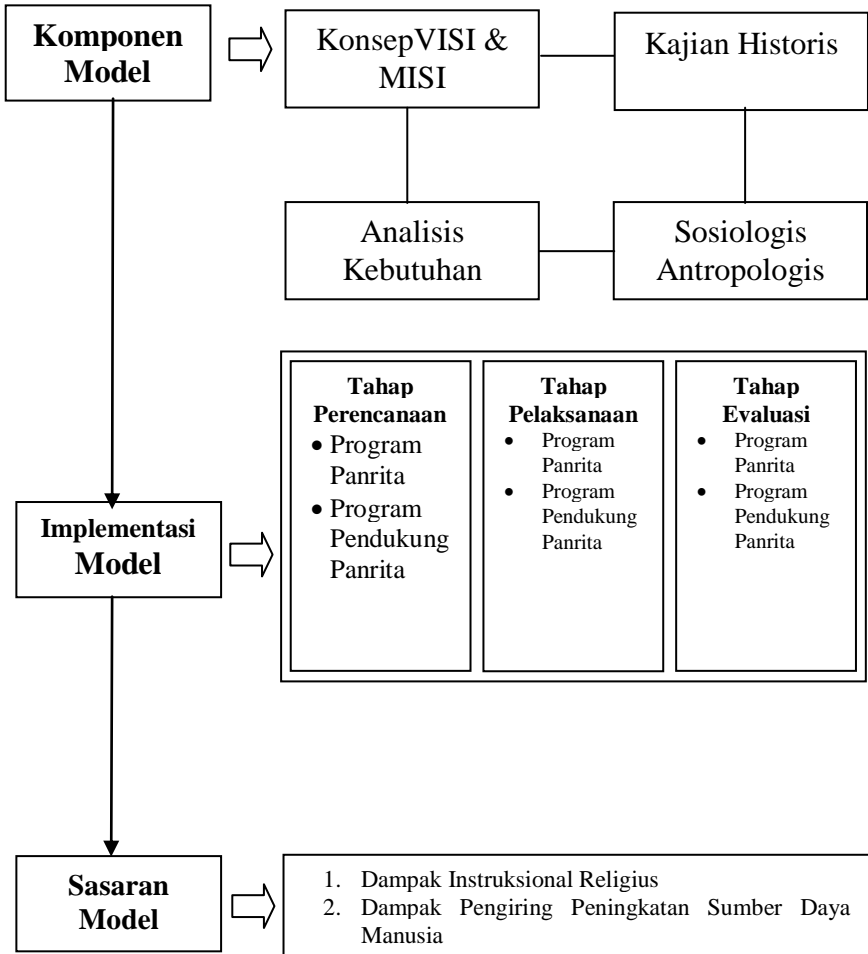 Komponen
Model
KonsepVISI &
MISI
Kajian Historis
Analisis
Kebutuhan
Sosiologis
Antropologis
Tahap
Perencanaan
• Program
Panrita
• Program
Pendukung
Panrita
Tahap
Pelaksanaan
• Program
Panrita
• Program
Pendukung
Panrita
Tahap
Evaluasi
• Program
Panrita
• Program
Pendukung
Panrita
Implementasi
Model
Sasaran
Model
1. Dampak Instruksional Religius
2. Dampak Pengiring Peningkatan Sumber Daya
Manusia